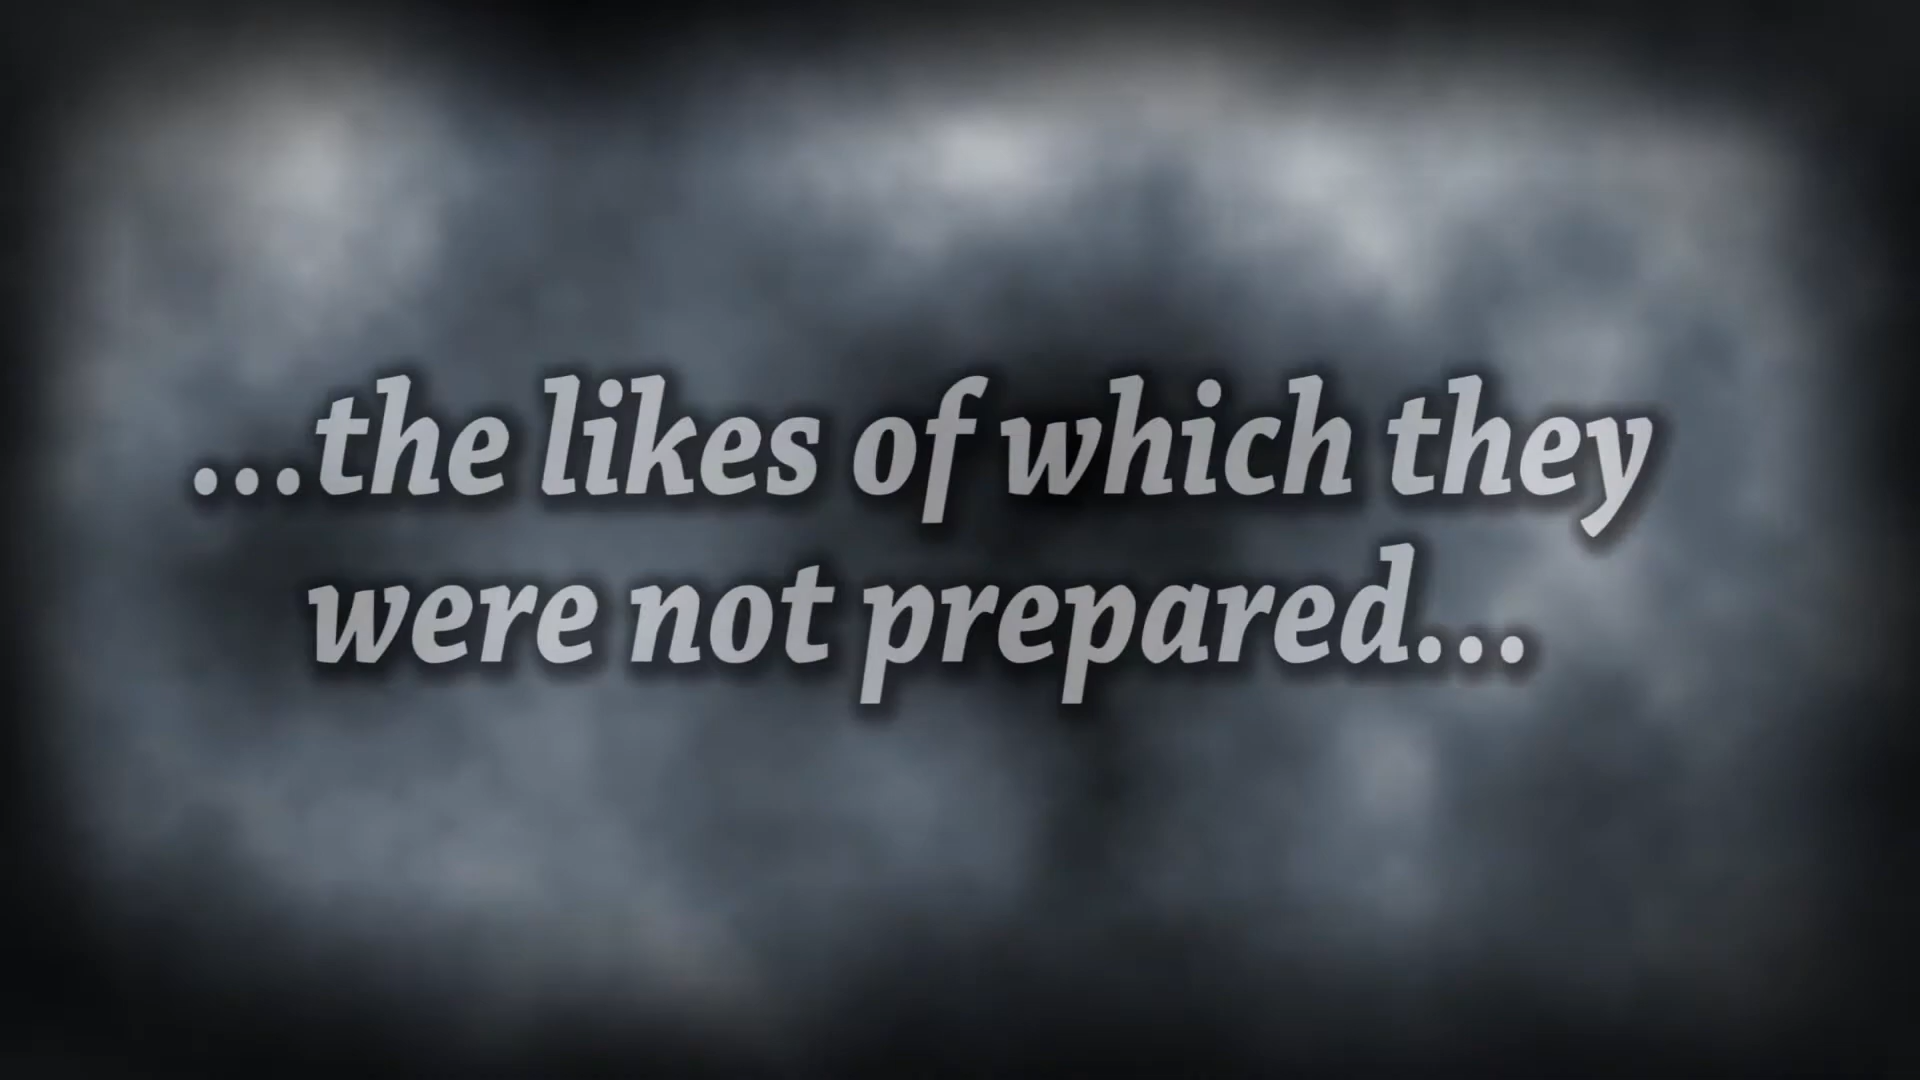 ...the likes of which they
were not prepared...